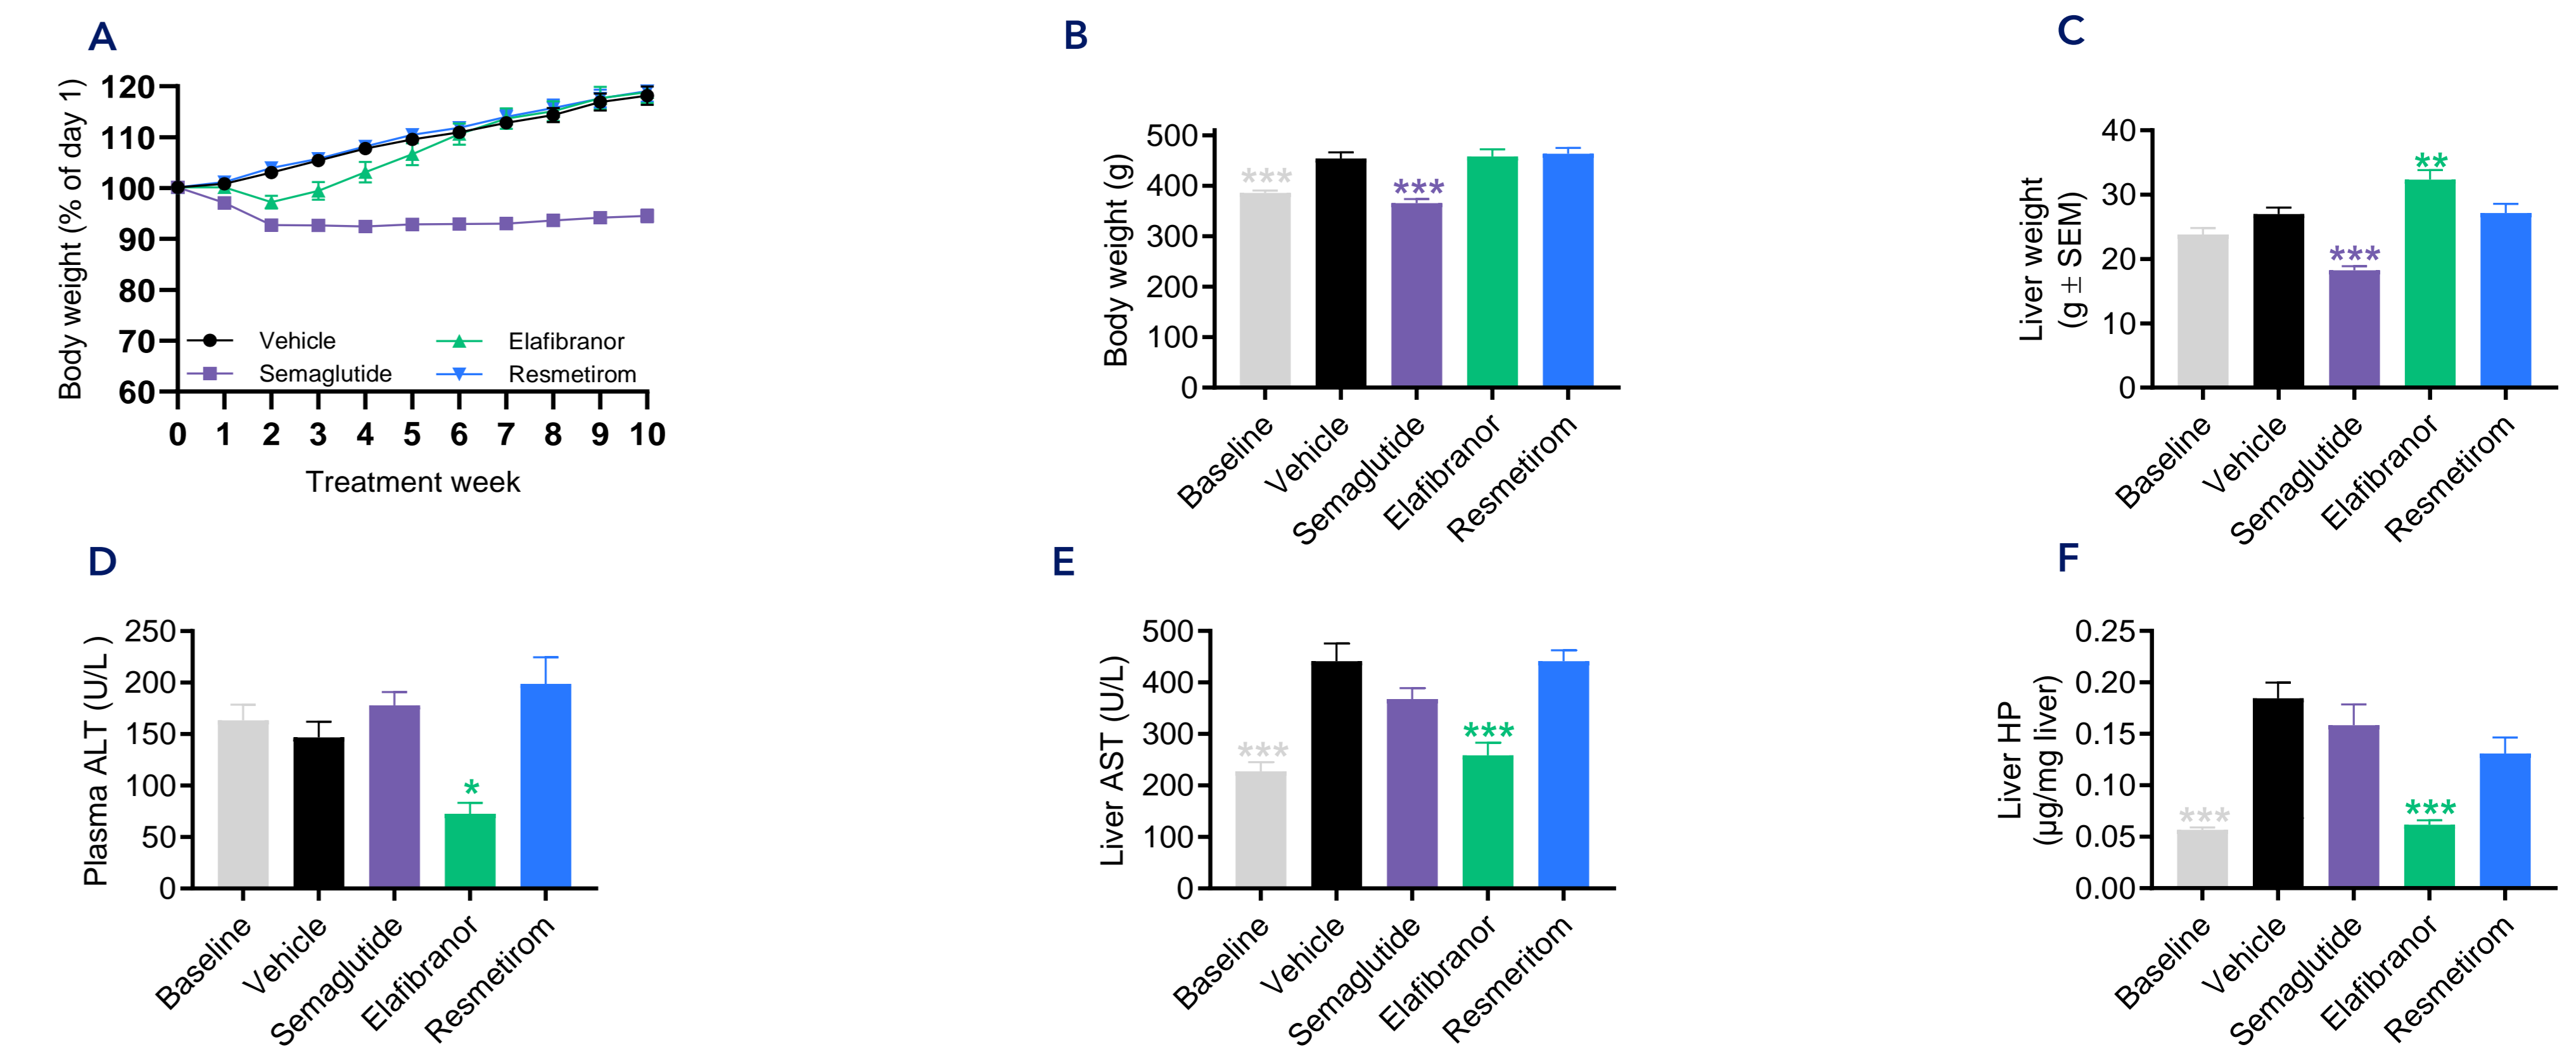 A
Body weight (% of day 1)
120
110
100
90
80
70
60
Vehicle
Semaglutide
Elafibranor
Resmetirom
0 1 2 3 4 5 6 7 8 9 10
Treatment week
B
Body weight (g)
500
400
300
200
100
0
***
***
Baseline
Vehicle
Semaglutide
Elafibranor
Resmetirom
C
Liver weight
(g ± SEM)
40
30
20
10
0
***
**
Baseline
Vehicle
Semaglutide
Elafibranor
Resmetirom
D
Plasma ALT (U/L )
250
200
150
100
50
0
*
Baseline
Vehicle
Semaglutide
Elafibranor
Resmetirom
E
Liver AST (U/L)
500
400
300
200
100
0
***
***
Baseline
Vehicle
Semaglutide
Elafibranor
Resmeritom
F
Liver HP
(µg/mg liver)
0.25
0.20
0.15
0.10
0.05
0.00
***
***
Baseline
Vehicle
Semaglutide
Elafibranor
Resmetirom